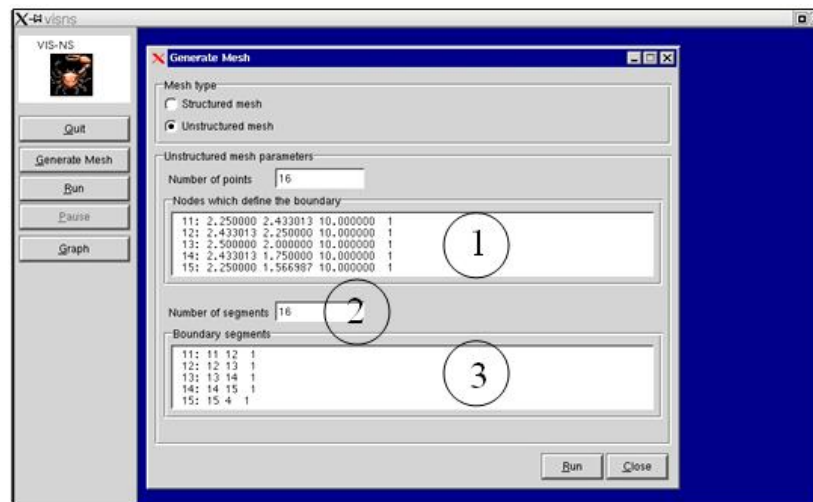 visns
VIS-NS
Quit
Generate Mesh
Run
Pause
Graph
Generate Mesh
Mesh type
Structured mesh
Unstructured mesh
Unstructured mesh parameters
Number of points 16
Nodes which define the boundary
11: 2.250000 2.433013 10.000000 1
12: 2.433013 2.250000 10.000000 1
13: 2.500000 2.000000 10.000000 1
14: 2.433013 1.750000 10.000000 1
15: 2.250000 1.566987 10.000000 1
1
Number of segments 16
2
Boundary segments
11: 11 12 1
12: 12 13 1
13: 13 14 1
14: 14 15 1
15: 15 4 1
3
Run
Close